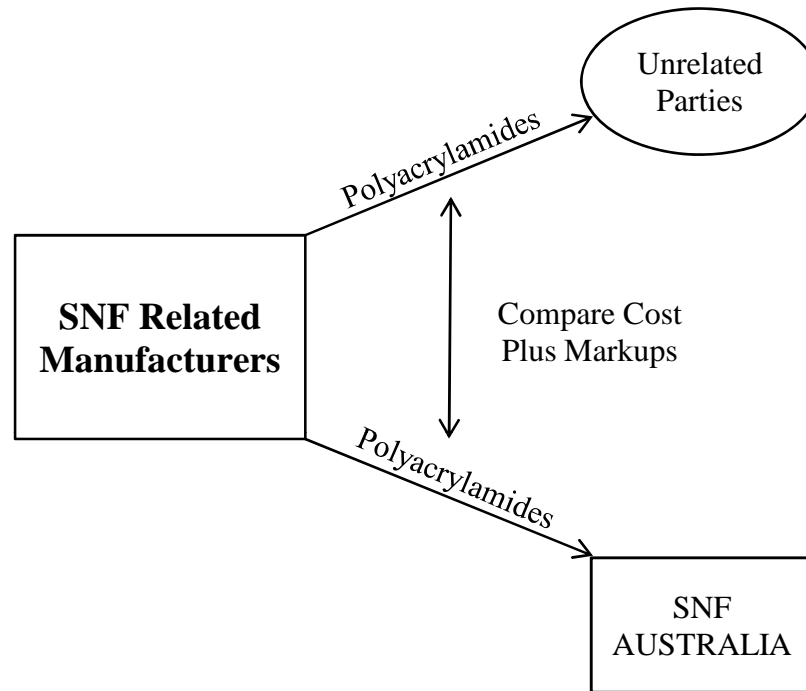 Unrelated
Parties
Polyacrylamides
SNF Related
Manufacturers
Compare Cost
Plus Markups
Polyacrylamides
SNF
AUSTRALIA